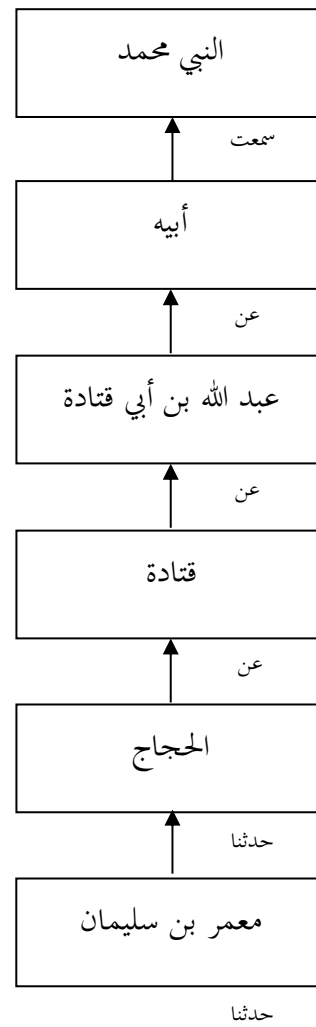 النبي محمد
سمعت
أبيه
عن
عبد الله بن أبي قتادة
عن
قتادة
عن
الحجاج
حدثنا
معمر بن سليمان
حدثنا